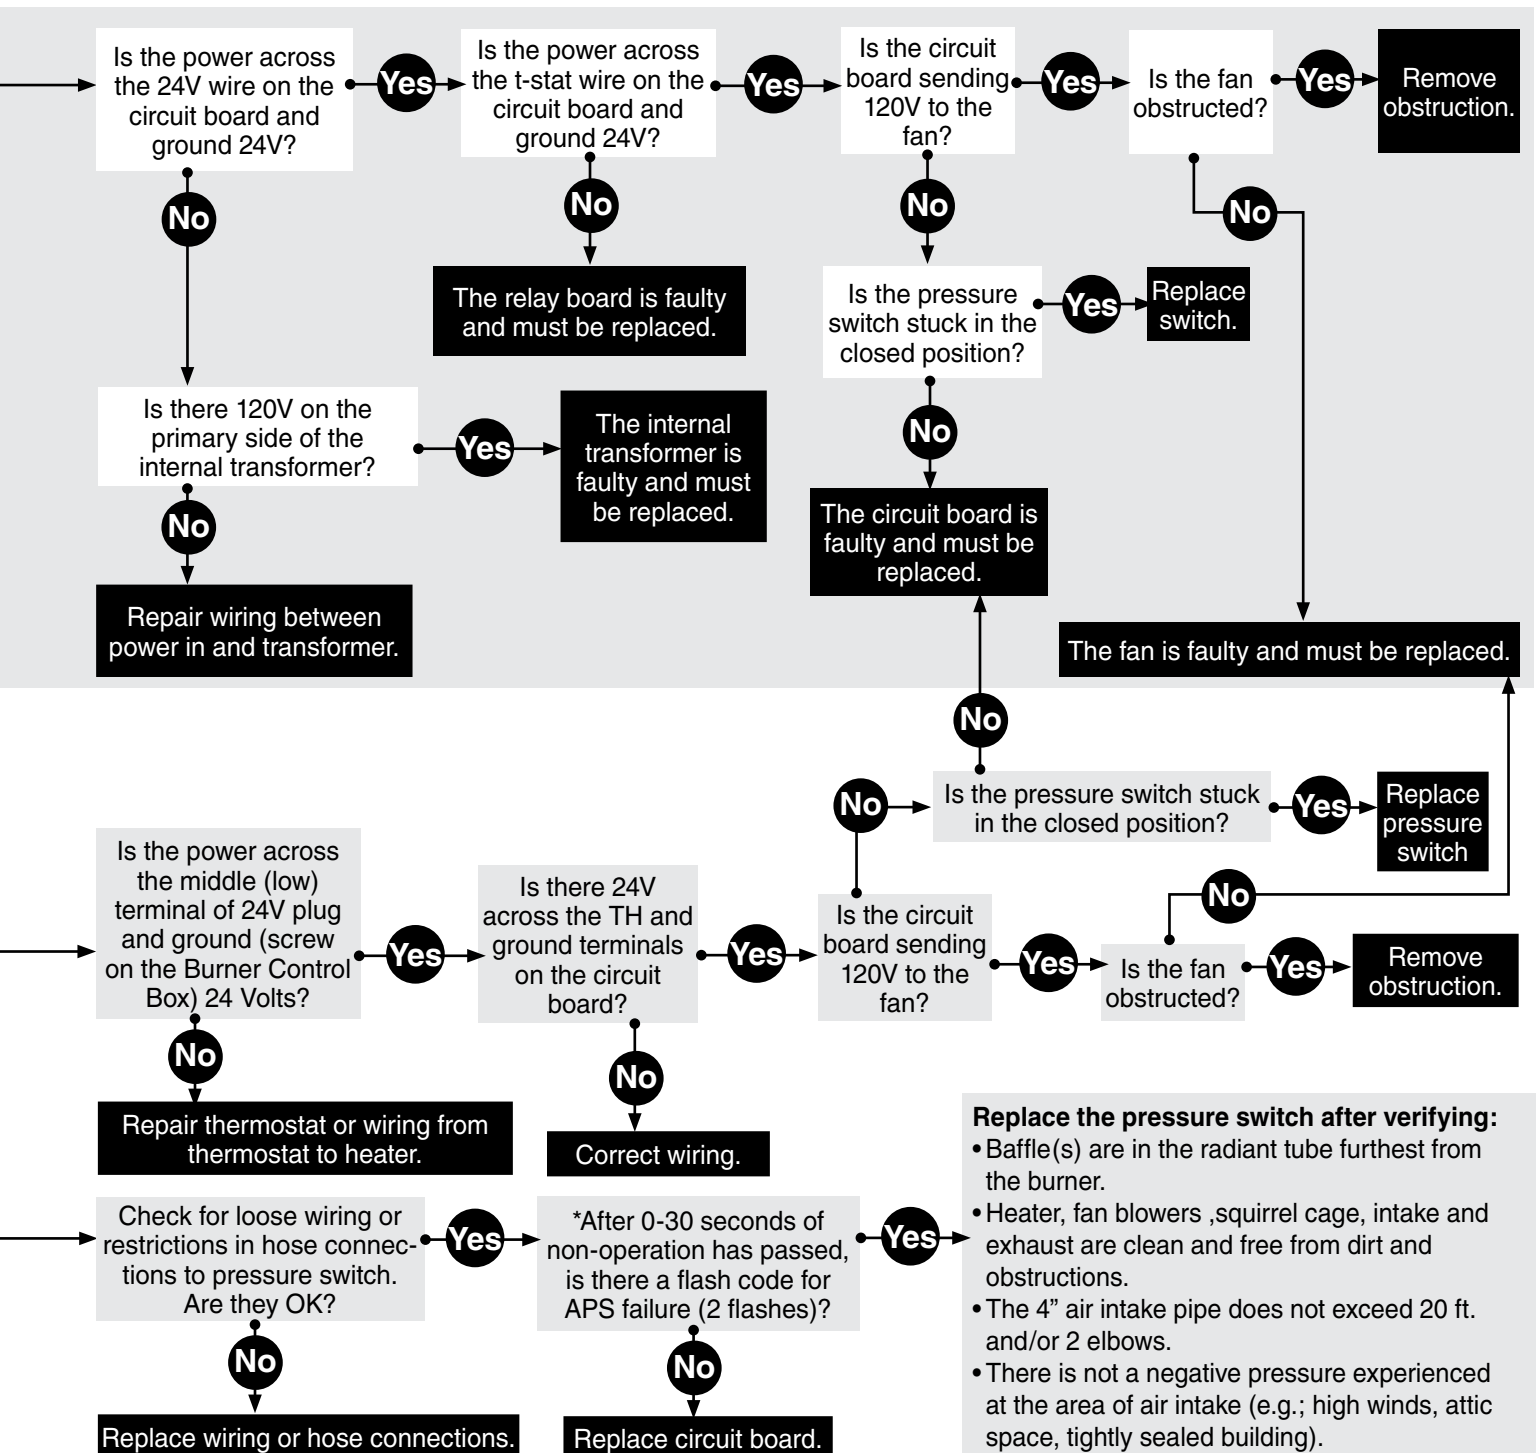 Is the power across
the 24V wire on the
circuit board and
ground 24V?
Yes
Is the power across
the t-stat wire on the
circuit board and
ground 24V?
Yes
Is the circuit
board sending
120V to the
fan?
Yes
Is the fan
obstructed?
Yes
Remove
obstruction.
No
No
No
No
The relay board is faulty
and must be replaced.
Is the pressure
switch stuck in the
closed position?
Yes
Replace
switch.
Is there 120V on the
primary side of the
internal transformer?
Yes
The internal
transformer is
faulty and must
be replaced.
No
The circuit board is
faulty and must be
replaced.
No
Repair wiring between
power in and transformer.
The fan is faulty and must be replaced.
No
No
Is the pressure switch stuck
in the closed position?
Yes
Replace
pressure
switch
Is the power across
the middle (low)
terminal of 24V plug
and ground (screw
on the Burner Control
Box) 24 Volts?
Yes
Is there 24V
across the TH and
ground terminals
on the circuit
board?
Yes
Is the circuit
board sending
120V to the
fan?
Yes
No
Is the fan
obstructed?
Yes
Remove
obstruction.
No
No
Repair thermostat or wiring from
thermostat to heater.
Correct wiring.
Check for loose wiring or
restrictions in hose connec-
tions to pressure switch.
Are they OK?
Yes
*After 0-30 seconds of
non-operation has passed,
is there a flash code for
APS failure (2 flashes)?
Yes
Replace the pressure switch after verifying:
• Baffle(s) are in the radiant tube furthest from
the burner.
• Heater, fan blowers ,squirrel cage, intake and
exhaust are clean and free from dirt and
obstructions.
• The 4” air intake pipe does not exceed 20 ft.
and/or 2 elbows.
• There is not a negative pressure experienced
at the area of air intake (e.g.; high winds, attic
space, tightly sealed building).
No
No
Replace wiring or hose connections.
Replace circuit board.